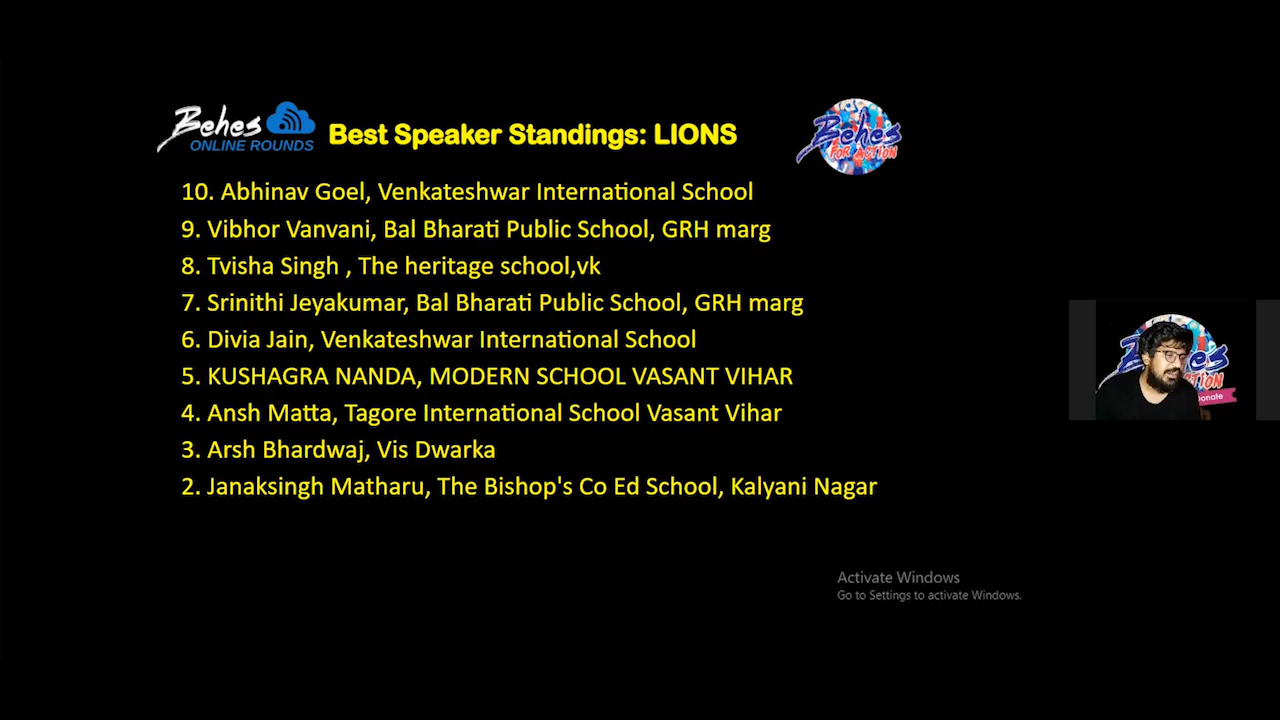 Behes
ONLINE ROUNDS
Best Speaker Standings: LIONS
Behes
FOR ACTION
10. Abhinav Goel, Venkateshwar International School
9. Vibhor Vanvani, Bal Bharati Public School, GRH marg
8. Tvisha Singh , The heritage school,vk
7. Srinithi Jeyakumar, Bal Bharati Public School, GRH marg
6. Divia Jain, Venkateshwar International School
5. KUSHAGRA NANDA, MODERN SCHOOL VASANT VIHAR
4. Ansh Matta, Tagore International School Vasant Vihar
3. Arsh Bhardwaj, Vis Dwarka
2. Janaksingh Matharu, The Bishop's Co Ed School, Kalyani Nagar
Activate Windows
Go to Settings to activate Windows.